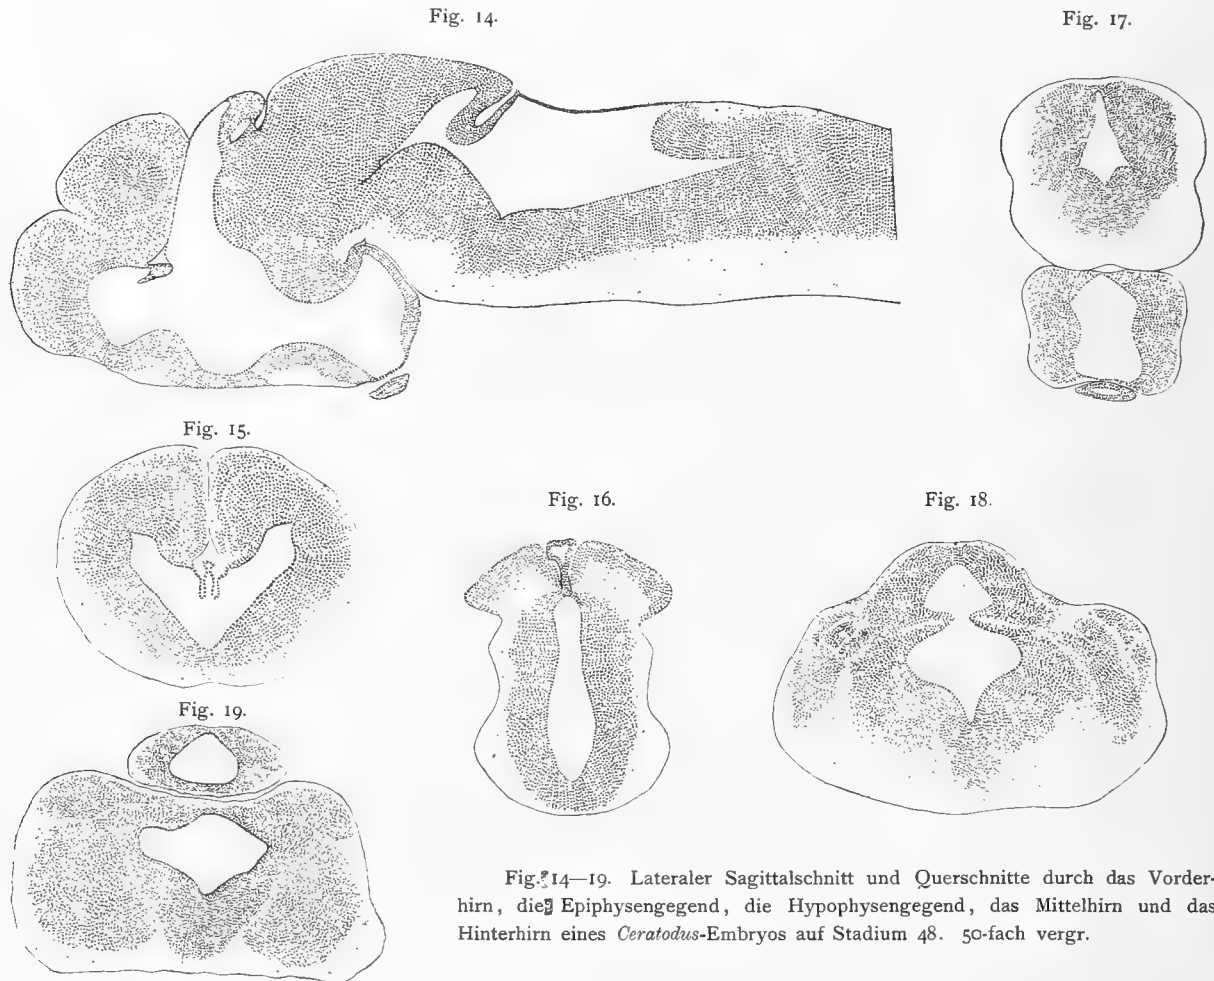 Fig. 14.
Fig. 17.
Fig. 15.
Fig. 16.
Fig. 18.
Fig. 19.
Fig. 14—19. Lateraler Sagittalschnitt und Querschnitte durch das Vorder-
hirn, die Epiphysengegend, die Hypophysengegend, das Mittelhirn und das
Hinterhirn eines Ceratodus-Embryos auf Stadium 48. 50-fach vergr.